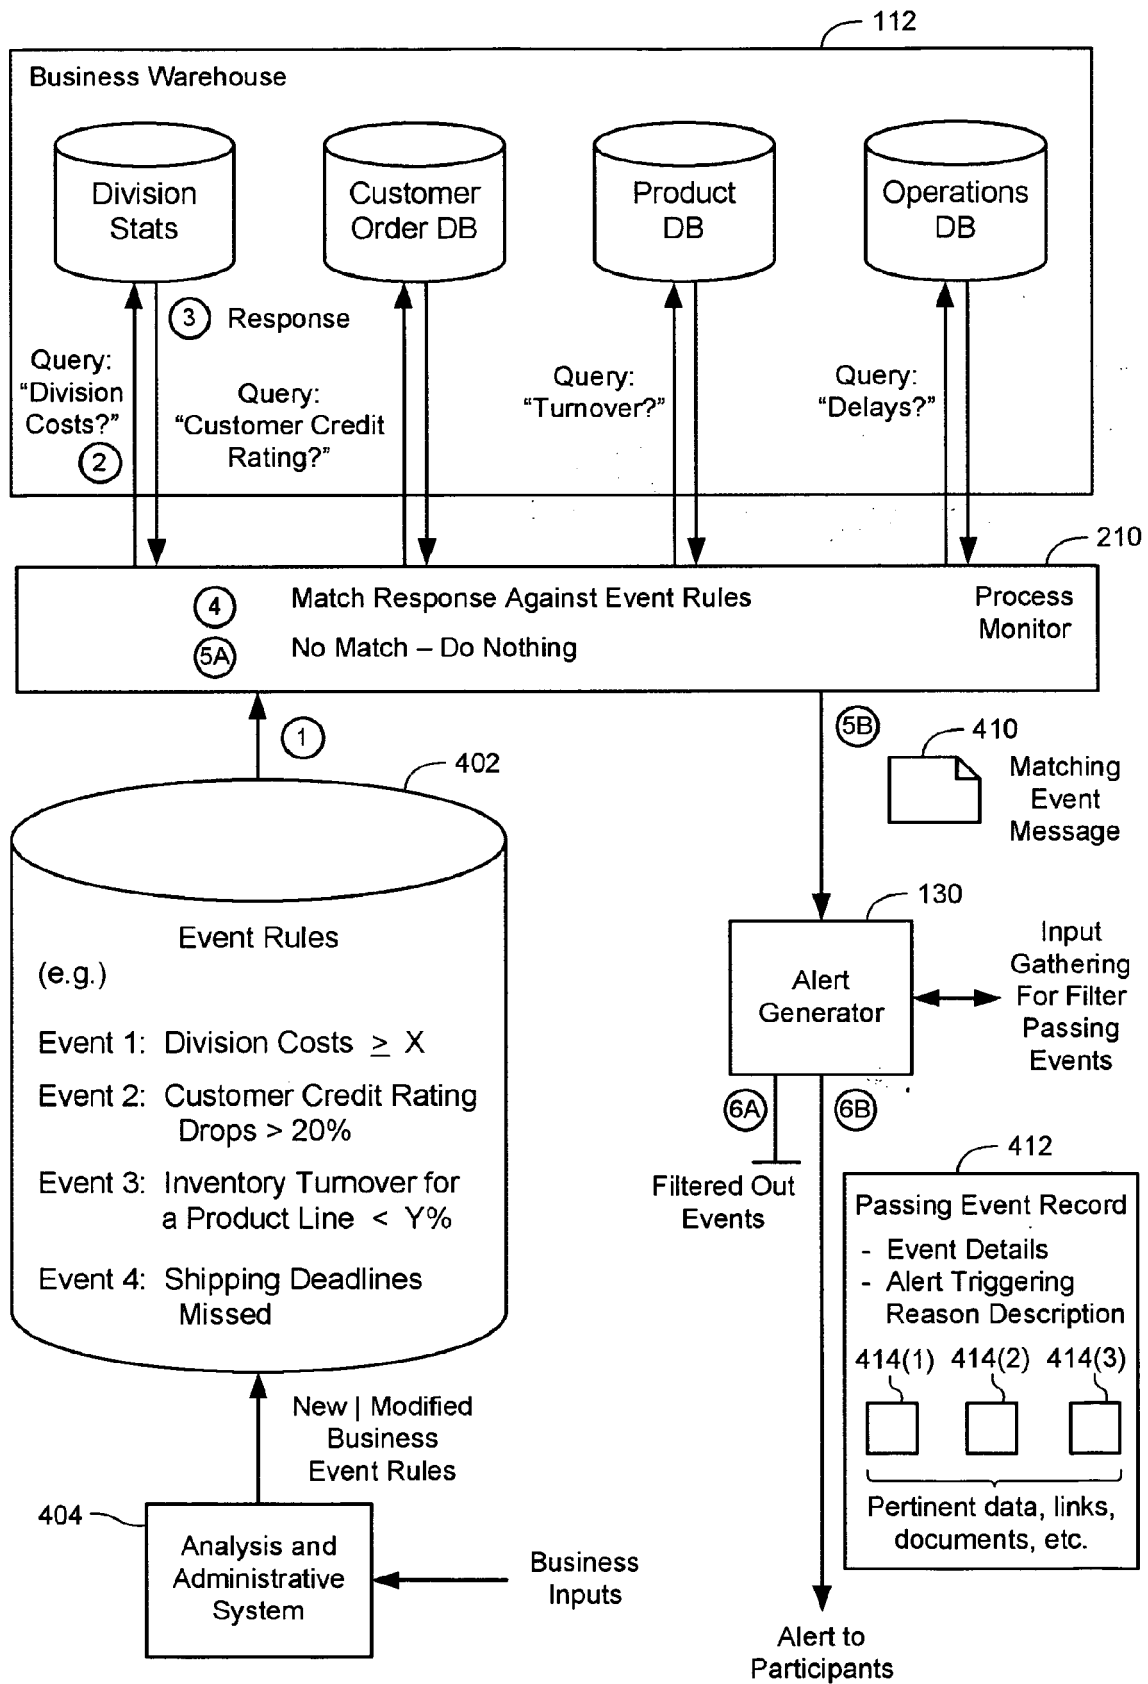 112
Business Warehouse
Division
Stats
Customer
Order DB
Product
DB
Operations
DB
3
Response
Query:
“Division
Costs?”
2
Query:
“Customer Credit
Rating?”
Query:
“Turnover?”
Query:
“Delays?”
210
4
Match Response Against Event Rules
5A
No Match – Do Nothing
Process
Monitor
1
402
5B
410
Matching
Event
Message
Event Rules
(e.g.)
Event 1: Division Costs ≥ X
Event 2: Customer Credit Rating
Drops > 20%
Event 3: Inventory Turnover for
a Product Line < Y%
Event 4: Shipping Deadlines
Missed
130
Alert
Generator
Input
Gathering
For Filter
Passing
Events
6A
6B
Filtered Out
Events
412
Passing Event Record
- Event Details
- Alert Triggering
Reason Description
414(1) 414(2) 414(3)
Pertinent data, links,
documents, etc.
New | Modified
Business
Event Rules
404
Analysis and
Administrative
System
Business
Inputs
Alert to
Participants